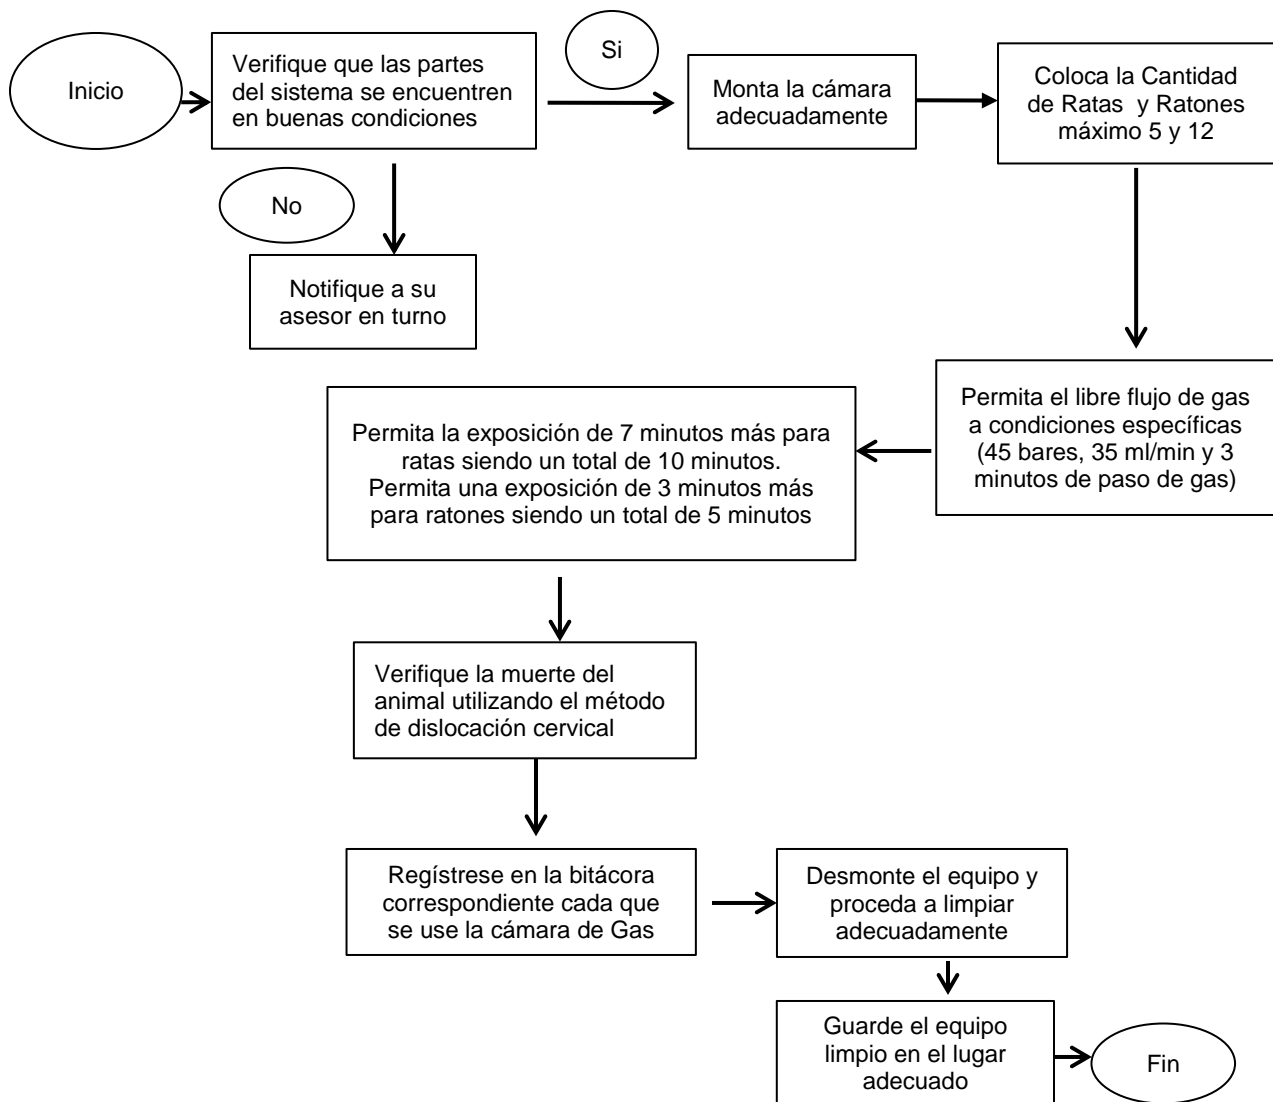 Inicio
Verifique que las partes
del sistema se encuentren
en buenas condiciones
Si
Monta la cámara
adecuadamente
Coloca la Cantidad
de Ratas y Ratones
máximo 5 y 12
No
Notifique a su
asesor en turno
Permita el libre flujo de gas
a condiciones específicas
(45 bares, 35 ml/min y 3
minutos de paso de gas)
Permita la exposición de 7 minutos más para
ratas siendo un total de 10 minutos.
Permita una exposición de 3 minutos más
para ratones siendo un total de 5 minutos
Verifique la muerte del
animal utilizando el método
de dislocación cervical
Regístrese en la bitácora
correspondiente cada que
se use la cámara de Gas
Desmonte el equipo y
proceda a limpiar
adecuadamente
Guarde el equipo
limpio en el lugar
adecuado
Fin